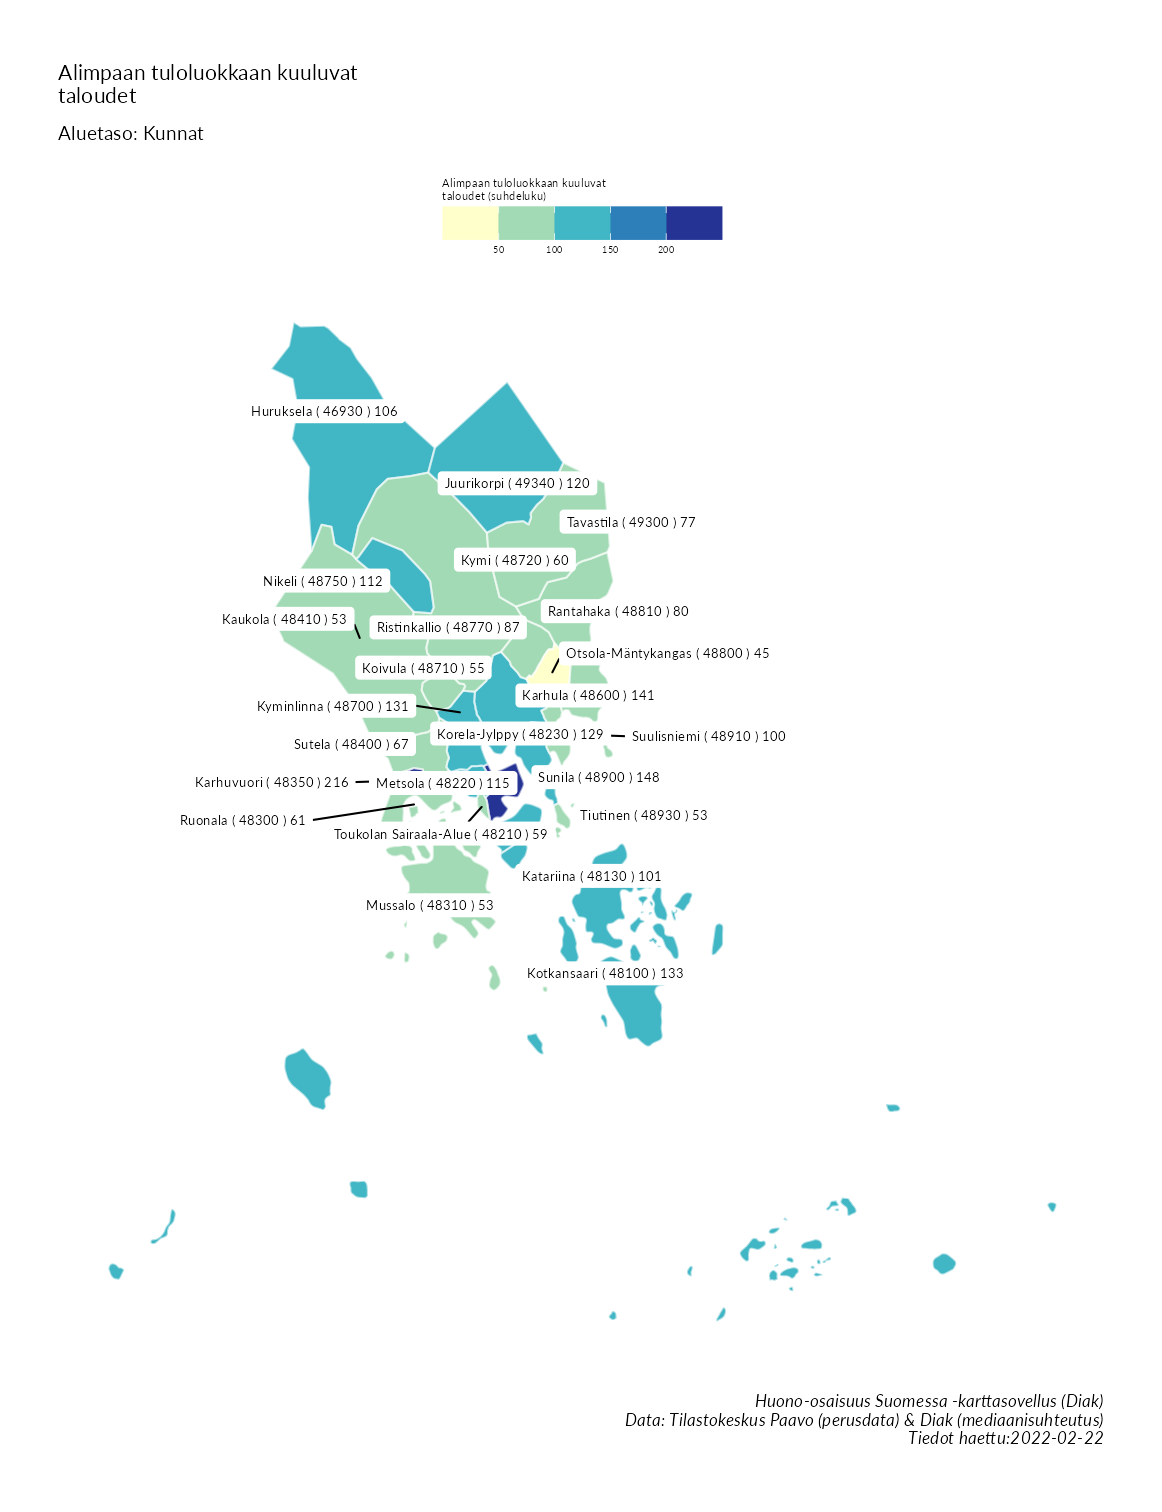 Alimpaan tuloluokkaan kuuluvat
taloudet
Aluetaso: Kunnat
Alimpaan tuloluokkaan kuuluvat
taloudet (suhdeluku)
50 100 150 200
Huruksela ( 46930 ) 106
Juurikorpi ( 49340 ) 120
Tavastila ( 49300 ) 77
Kymi ( 48720 ) 60
Nikeli ( 48750 ) 112
Rantahaka ( 48810 ) 80
Kaukola ( 48410 ) 53
Ristinkallio ( 48770 ) 87
Otsola-Mäntykangas ( 48800 ) 45
Koivula ( 48710 ) 55
Karhula ( 48600 ) 141
Kyminlinna ( 48700 ) 131
Korela-Jylppy ( 48230 ) 129
Suulisniemi ( 48910 ) 100
Sutela ( 48400 ) 67
Sunila ( 48900 ) 148
Karhuvuori ( 48350 ) 216
Metsola ( 48220 ) 115
Tiutinen ( 48930 ) 53
Ruonala ( 48300 ) 61
Toukolan Sairaala-Alue ( 48210 ) 59
Katariina ( 48130 ) 101
Mussalo ( 48310 ) 53
Kotkansaari ( 48100 ) 133
Huono-osaisuus Suomessa -karttasovellus (Diak)
Data: Tilastokeskus Paavo (perusdata) & Diak (mediaanisuhteutus)
Tiedot haettu:2022-02-22